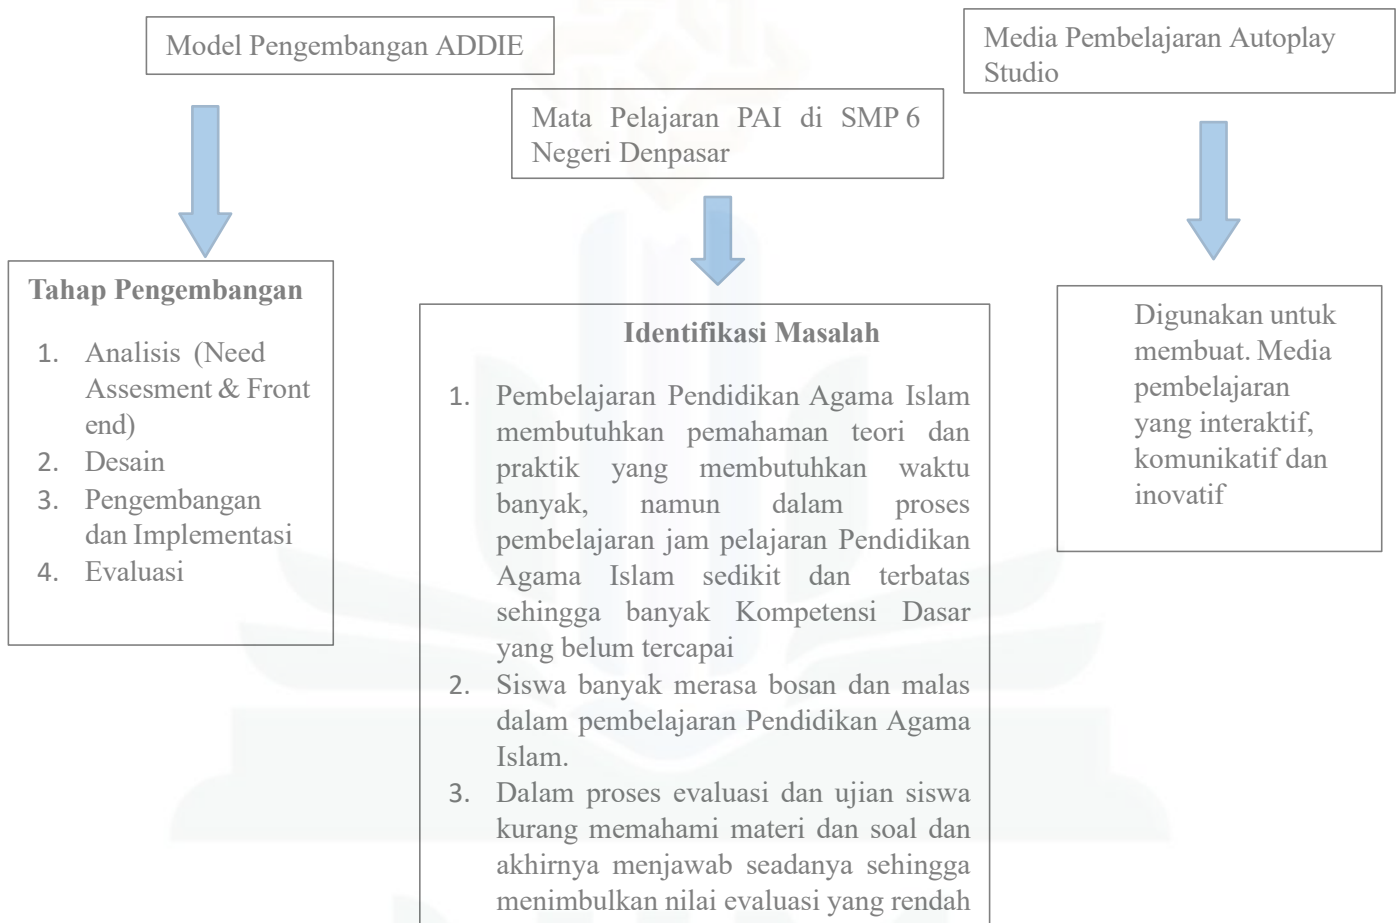 Model Pengembangan ADDIE
Media Pembelajaran Autoplay
Studio
Mata Pelajaran PAI di SMP 6
Negeri Denpasar
Tahap Pengembangan
1. Analisis (Need
Assesment & Front
end)
2. Desain
3. Pengembangan
dan Implementasi
4. Evaluasi
Identifikasi Masalah
1. Pembelajaran Pendidikan Agama Islam
membutuhkan pemahaman teori dan
praktik yang membutuhkan waktu
banyak, namun dalam proses
pembelajaran jam pelajaran Pendidikan
Agama Islam sedikit dan terbatas
sehingga banyak Kompetensi Dasar
yang belum tercapai
2. Siswa banyak merasa bosan dan malas
dalam pembelajaran Pendidikan Agama
Islam.
3. Dalam proses evaluasi dan ujian siswa
kurang memahami materi dan soal dan
akhirnya menjawab seadanya sehingga
menimbulkan nilai evaluasi yang rendah
Digunakan untuk
membuat. Media
pembelajaran
yang interaktif,
komunikatif dan
inovatif